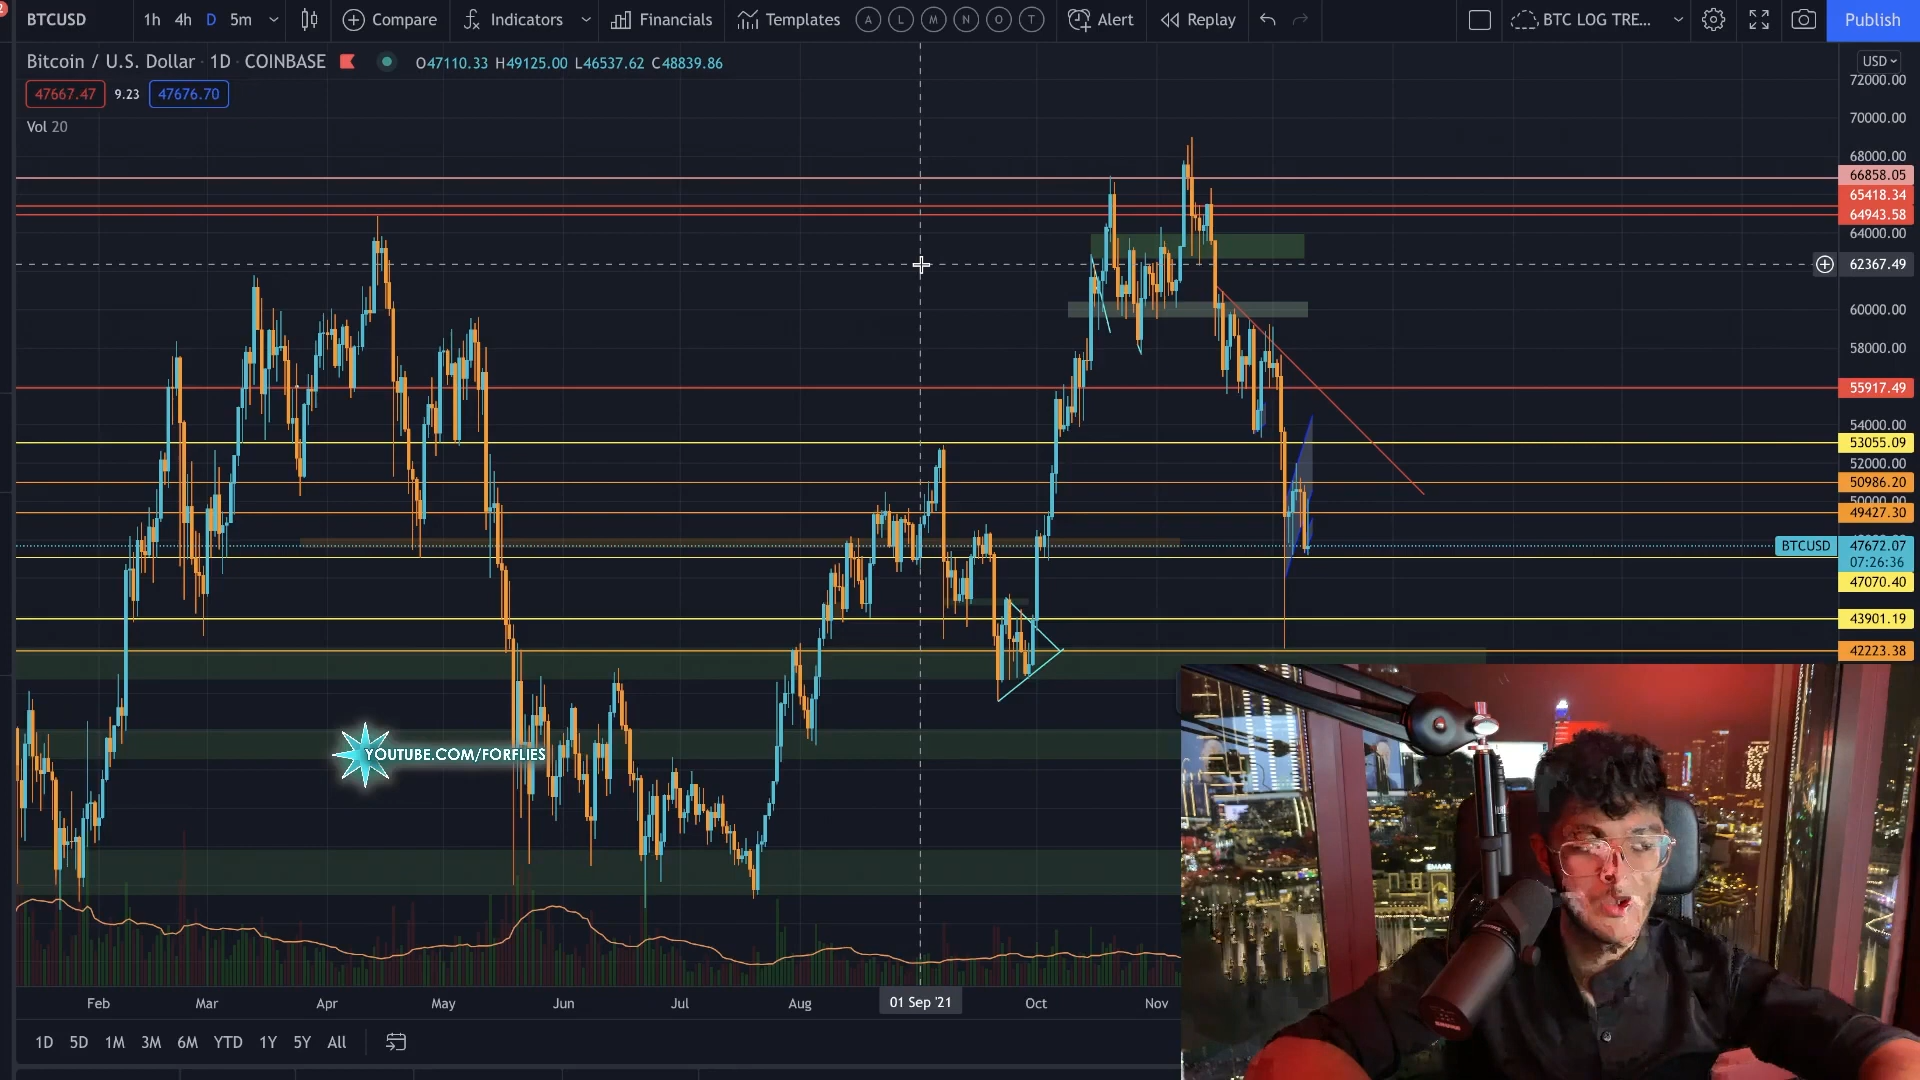 BTCUSD 1h 4h D 5m Compare Indicators Financials Templates A L M N O T Alert Replay BTC LOG TRE... Publish
Bitcoin / U.S. Dollar · 1D · COINBASE O47110.33 H49125.00 L46537.62 C48839.86 USD
47667.47 9.23 47676.70
Vol 20
72000.00
70000.00
68000.00
66858.05
65418.34
64943.58
64000.00
62367.49
60000.00
58000.00
55917.49
54000.00
53055.09
52000.00
50986.20
50000.00
49427.30
BTCUSD 47672.07
07:26:36
47070.40
43901.19
42223.38
YOUTUBE.COM/FORFLIES
EMAAR
Feb Mar Apr May Jun Jul Aug 01 Sep '21 Oct Nov
1D 5D 1M 3M 6M YTD 1Y 5Y All